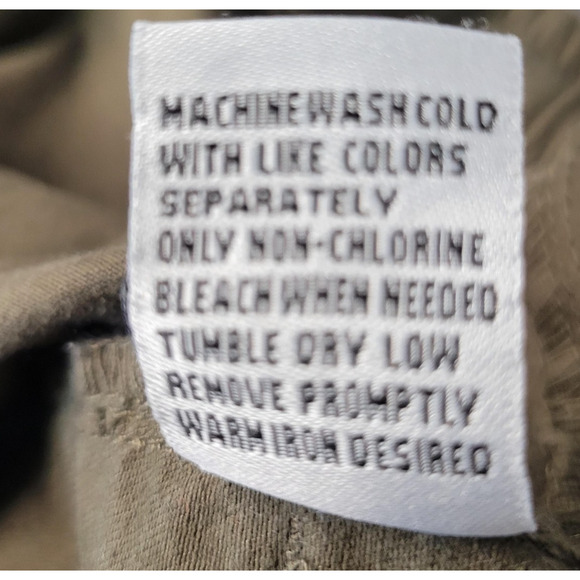 MACHINE WASH COLD
WITH LIKE COLORS
SEPARATELY
ONLY NON-CHLORINE
BLEACH WHEN NEEDED
TUMBLE DRY LOW
REMOVE PROMPTLY
WARM IRON DESIRED